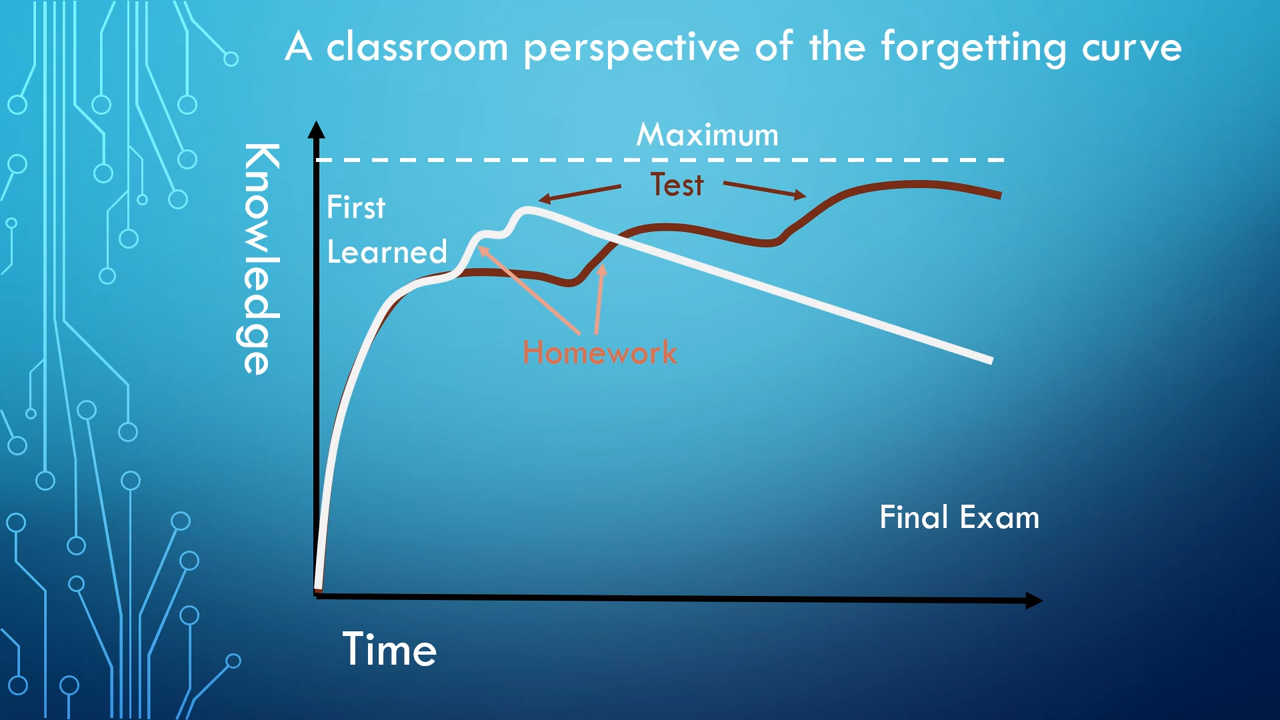 A classroom perspective of the forgetting curve
Maximum
Knowledge
Test
First
Learned
Homework
Final Exam
Time